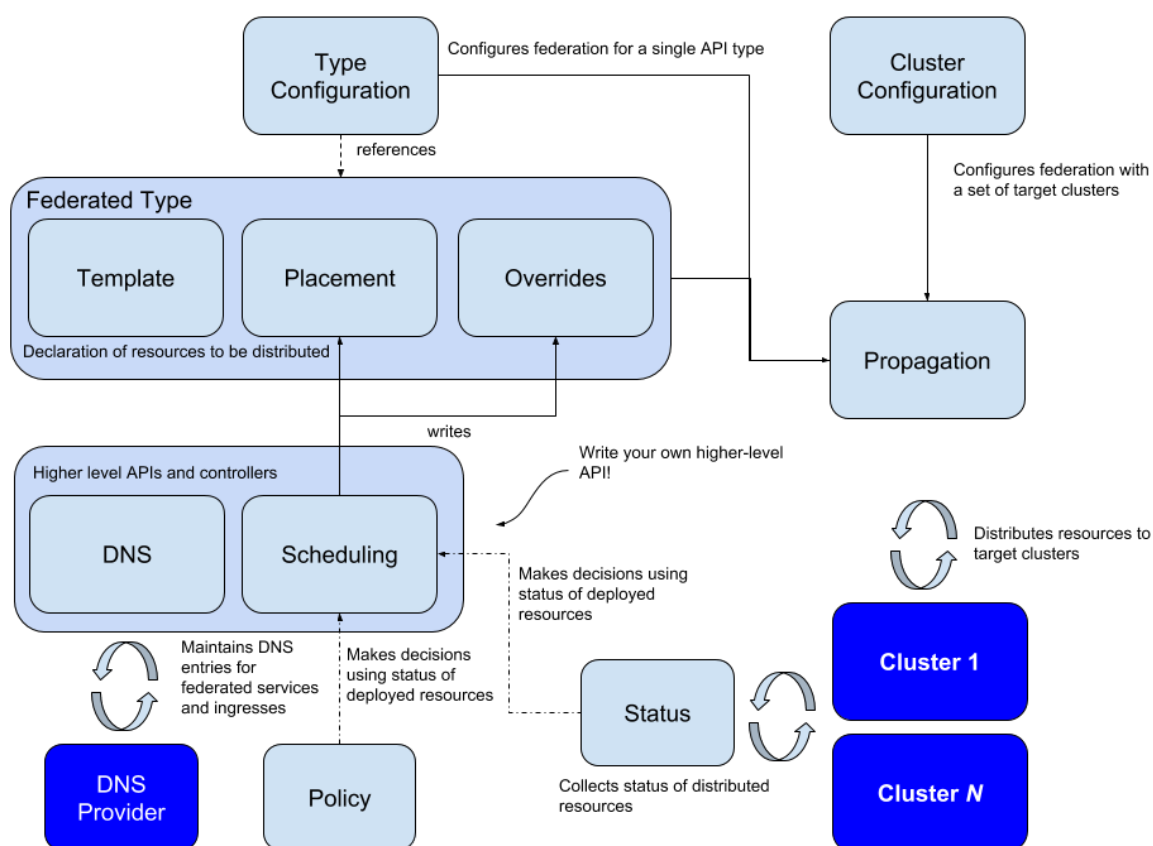 Type
Configuration
Configures federation for a single API type
Cluster
Configuration
references
Configures federation with
a set of target clusters
Federated Type
Template
Placement
Overrides
Declaration of resources to be distributed
Propagation
writes
Higher level APIs and controllers
Write your own higher-level
API!
DNS
Scheduling
Distributes resources to
target clusters
Makes decisions using
status of deployed
resources
Maintains DNS
entries for
federated services
and ingresses
Makes decisions
using status of
deployed resources
Cluster 1
Status
DNS
Provider
Policy
Collects status of distributed
resources
Cluster N